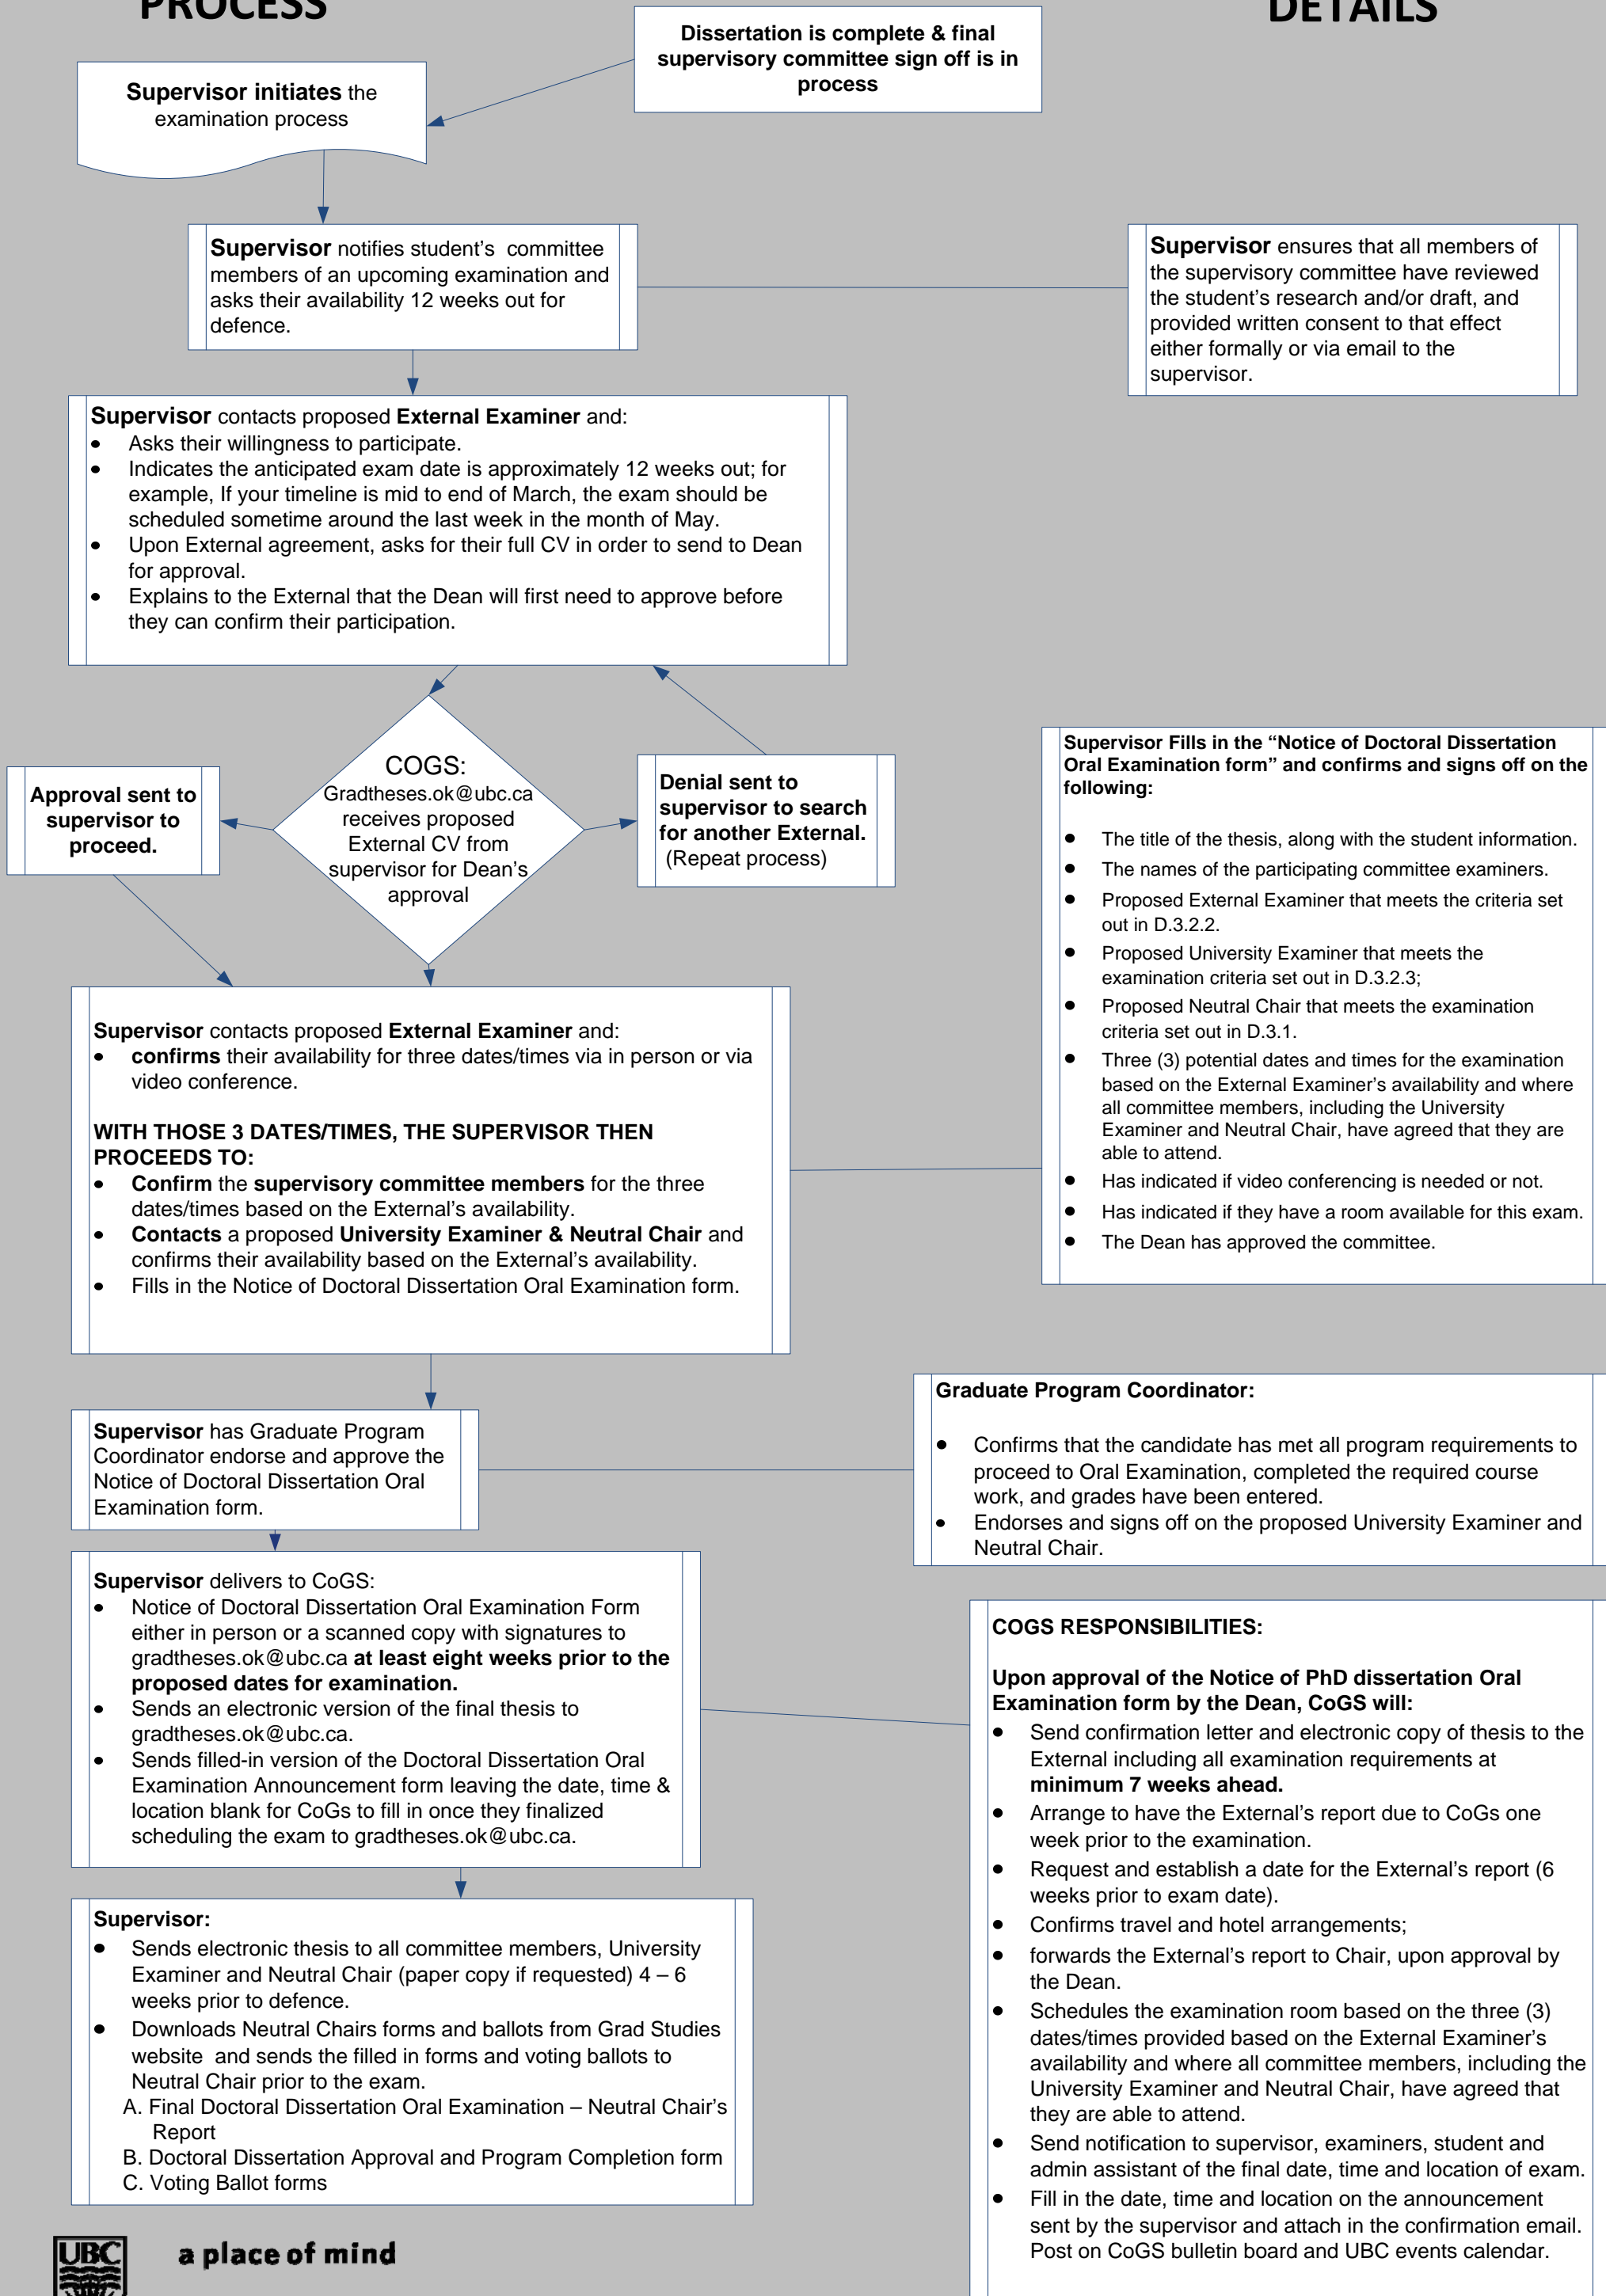 PROCESS
DETAILS
Dissertation is complete & final
supervisory committee sign off is in
process
Supervisor initiates the
examination process
Supervisor notifies student's  committee
members of an upcoming examination and
asks their availability 12 weeks out for
defence.
Supervisor ensures that all members of
the supervisory committee have reviewed
the student's research and/or draft, and
provided written consent to that effect
either formally or via email to the
supervisor.
Supervisor contacts proposed External Examiner and:
• Asks their willingness to participate.
• Indicates the anticipated exam date is approximately 12 weeks out; for
example, If your timeline is mid to end of March, the exam should be
scheduled sometime around the last week in the month of May.
• Upon External agreement, asks for their full CV in order to send to Dean
for approval.
• Explains to the External that the Dean will first need to approve before
they can confirm their participation.
COGS:
Gradtheses.ok@ubc.ca
receives proposed
External CV from
supervisor for Dean's
approval
Approval sent to
supervisor to
proceed.
Denial sent to
supervisor to search
for another External.
(Repeat process)
Supervisor Fills in the “Notice of Doctoral Dissertation
Oral Examination form” and confirms and signs off on the
following:
• The title of the thesis, along with the student information.
• The names of the participating committee examiners.
• Proposed External Examiner that meets the criteria set
out in D.3.2.2.
• Proposed University Examiner that meets the
examination criteria set out in D.3.2.3;
• Proposed Neutral Chair that meets the examination
criteria set out in D.3.1.
• Three (3) potential dates and times for the examination
based on the External Examiner's availability and where
all committee members, including the University
Examiner and Neutral Chair, have agreed that they are
able to attend.
• Has indicated if video conferencing is needed or not.
• Has indicated if they have a room available for this exam.
• The Dean has approved the committee.
Supervisor contacts proposed External Examiner and:
• confirms their availability for three dates/times via in person or via
video conference.
WITH THOSE 3 DATES/TIMES, THE SUPERVISOR THEN
PROCEEDS TO:
• Confirm the supervisory committee members for the three
dates/times based on the External's availability.
• Contacts a proposed University Examiner & Neutral Chair and
confirms their availability based on the External's availability.
• Fills in the Notice of Doctoral Dissertation Oral Examination form.
Supervisor has Graduate Program
Coordinator endorse and approve the
Notice of Doctoral Dissertation Oral
Examination form.
Graduate Program Coordinator:
• Confirms that the candidate has met all program requirements to
proceed to Oral Examination, completed the required course
work, and grades have been entered.
• Endorses and signs off on the proposed University Examiner and
Neutral Chair.
Supervisor delivers to CoGS:
• Notice of Doctoral Dissertation Oral Examination Form
either in person or a scanned copy with signatures to
gradtheses.ok@ubc.ca at least eight weeks prior to the
proposed dates for examination.
• Sends an electronic version of the final thesis to
gradtheses.ok@ubc.ca.
• Sends filled-in version of the Doctoral Dissertation Oral
Examination Announcement form leaving the date, time &
location blank for CoGs to fill in once they finalized
scheduling the exam to gradtheses.ok@ubc.ca.
COGS RESPONSIBILITIES:
Upon approval of the Notice of PhD dissertation Oral
Examination form by the Dean, CoGS will:
• Send confirmation letter and electronic copy of thesis to the
External including all examination requirements at
minimum 7 weeks ahead.
• Arrange to have the External's report due to CoGs one
week prior to the examination.
• Request and establish a date for the External's report (6
weeks prior to exam date).
• Confirms travel and hotel arrangements;
• forwards the External's report to Chair, upon approval by
the Dean.
• Schedules the examination room based on the three (3)
dates/times provided based on the External Examiner's
availability and where all committee members, including the
University Examiner and Neutral Chair, have agreed that
they are able to attend.
• Send notification to supervisor, examiners, student and
admin assistant of the final date, time and location of exam.
• Fill in the date, time and location on the announcement
sent by the supervisor and attach in the confirmation email.
Post on CoGS bulletin board and UBC events calendar.
Supervisor:
• Sends electronic thesis to all committee members, University
Examiner and Neutral Chair (paper copy if requested) 4 – 6
weeks prior to defence.
• Downloads Neutral Chairs forms and ballots from Grad Studies
website  and sends the filled in forms and voting ballots to
Neutral Chair prior to the exam.
A. Final Doctoral Dissertation Oral Examination – Neutral Chair's
Report
B. Doctoral Dissertation Approval and Program Completion form
C. Voting Ballot forms
UBC
a place of mind